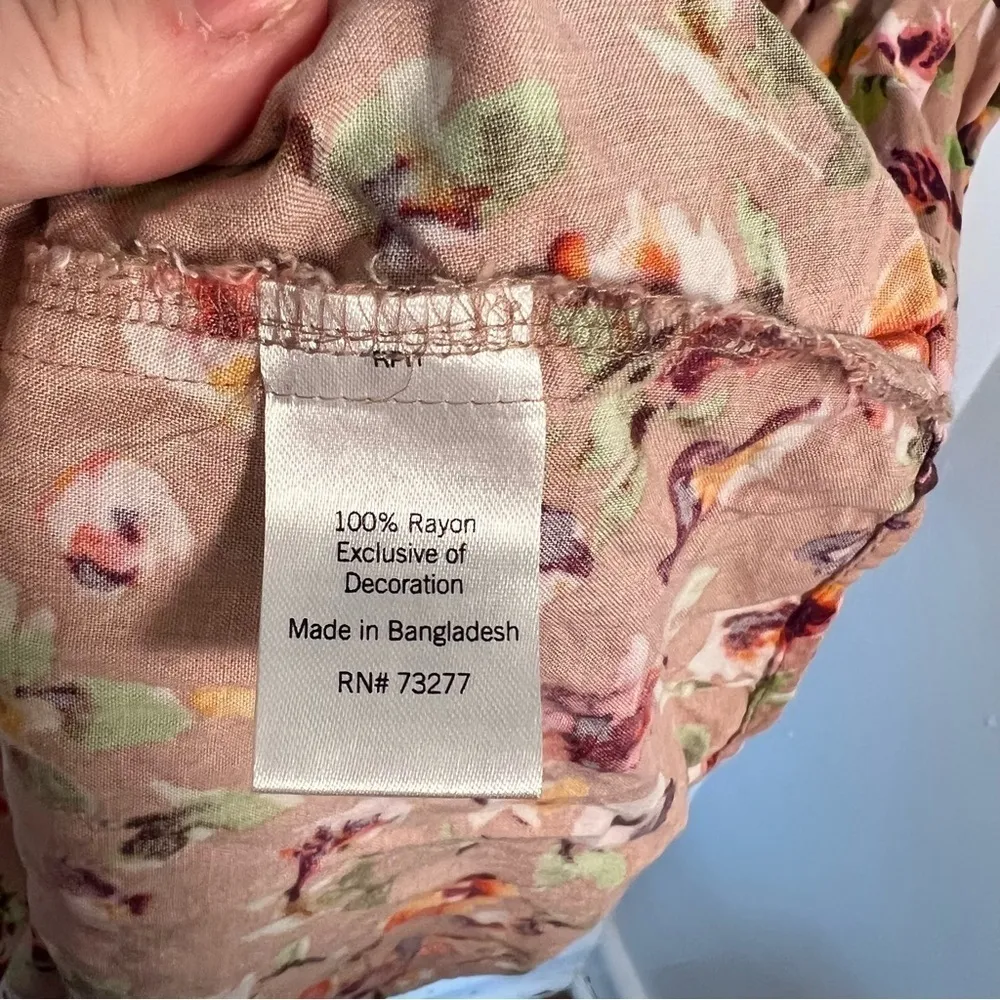 100% Rayon
Exclusive of
Decoration
Made in Bangladesh
RN# 73277